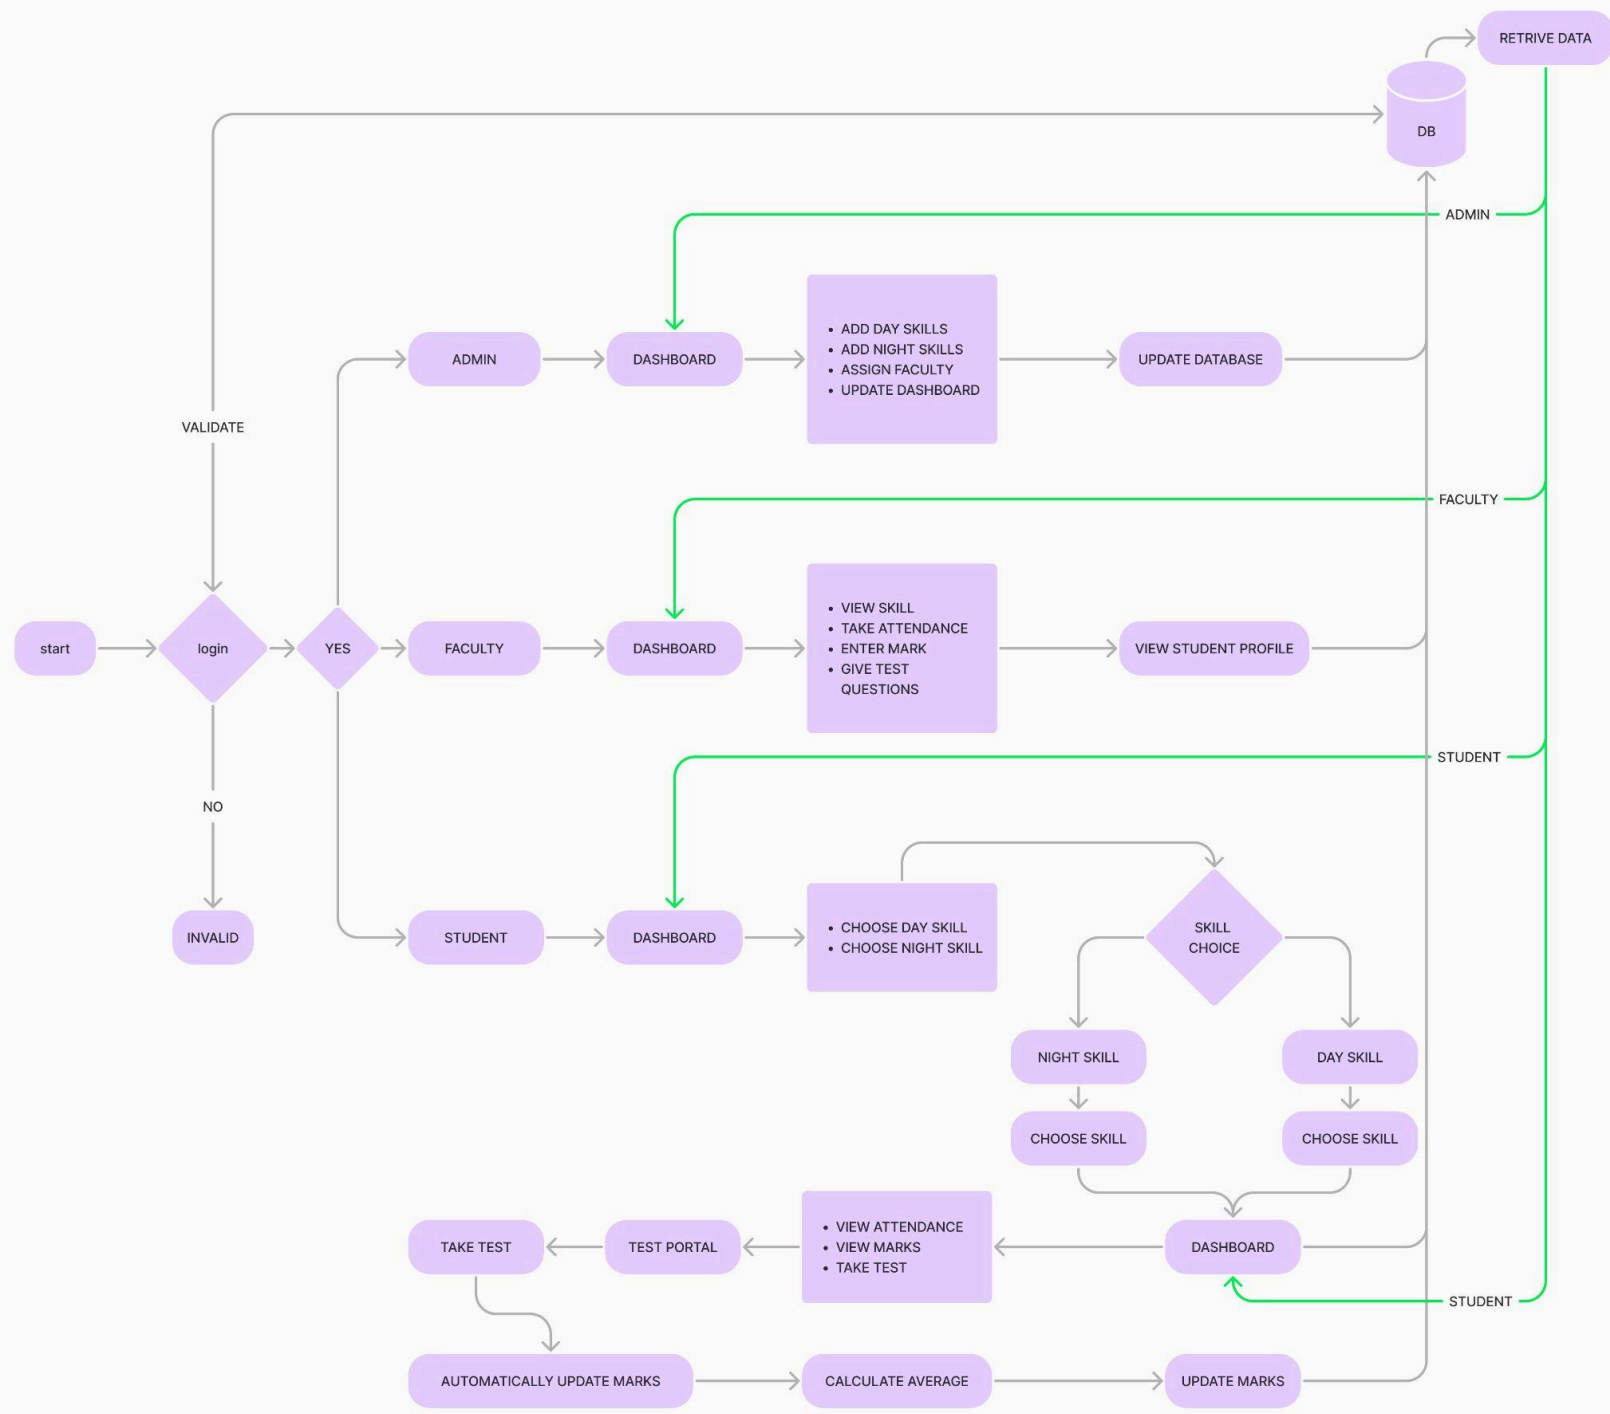 RETRIVE DATA
DB
ADMIN
• ADD DAY SKILLS
• ADD NIGHT SKILLS
• ASSIGN FACULTY
• UPDATE DASHBOARD
ADMIN
DASHBOARD
UPDATE DATABASE
VALIDATE
FACULTY
• VIEW SKILL
• TAKE ATTENDANCE
• ENTER MARK
• GIVE TEST
QUESTIONS
start
login
YES
FACULTY
DASHBOARD
VIEW STUDENT PROFILE
STUDENT
NO
INVALID
STUDENT
DASHBOARD
• CHOOSE DAY SKILL
• CHOOSE NIGHT SKILL
SKILL
CHOICE
NIGHT SKILL
DAY SKILL
CHOOSE SKILL
CHOOSE SKILL
TAKE TEST
TEST PORTAL
• VIEW ATTENDANCE
• VIEW MARKS
• TAKE TEST
DASHBOARD
STUDENT
AUTOMATICALLY UPDATE MARKS
CALCULATE AVERAGE
UPDATE MARKS